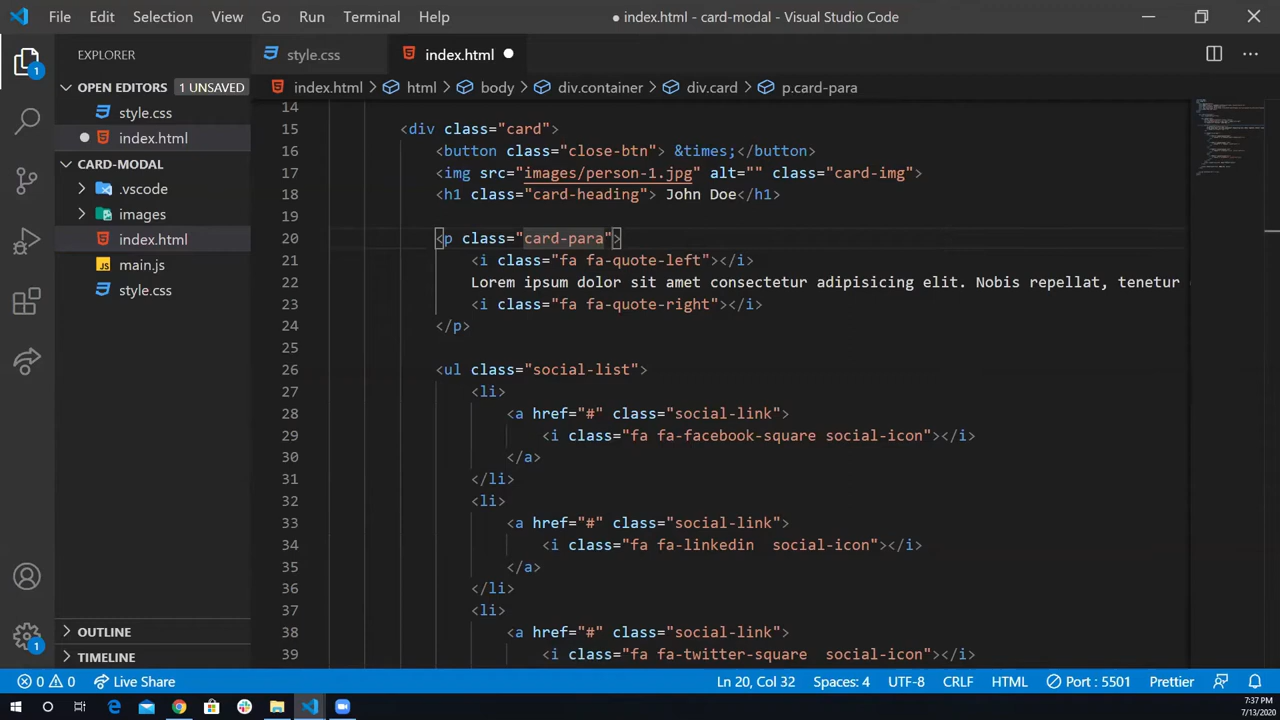 File Edit Selection View Go Run Terminal Help ● index.html - card-modal - Visual Studio Code
EXPLORER
style.css
index.html ●
OPEN EDITORS 1 UNSAVED
index.html > html > body > div.container > div.card > p.card-para
style.css
● index.html
CARD-MODAL
.vscode
images
index.html
main.js
style.css
OUTLINE
TIMELINE
1
1
14
15 <div class="card">
16 <button class="close-btn"> &times;</button>
17 <img src="images/person-1.jpg" alt="" class="card-img">
18 <h1 class="card-heading"> John Doe</h1>
19
20 <p class="card-para">
21 <i class="fa fa-quote-left"></i>
22 Lorem ipsum dolor sit amet consectetur adipisicing elit. Nobis repellat, tenetur
23 <i class="fa fa-quote-right"></i>
24 </p>
25
26 <ul class="social-list">
27 <li>
28 <a href="#" class="social-link">
29 <i class="fa fa-facebook-square social-icon"></i>
30 </a>
31 </li>
32 <li>
33 <a href="#" class="social-link">
34 <i class="fa fa-linkedin  social-icon"></i>
35 </a>
36 </li>
37 <li>
38 <a href="#" class="social-link">
39 <i class="fa fa-twitter-square  social-icon"></i>
0 0 Live Share Ln 20, Col 32 Spaces: 4 UTF-8 CRLF HTML Port : 5501 Prettier
7:37 PM
7/13/2020